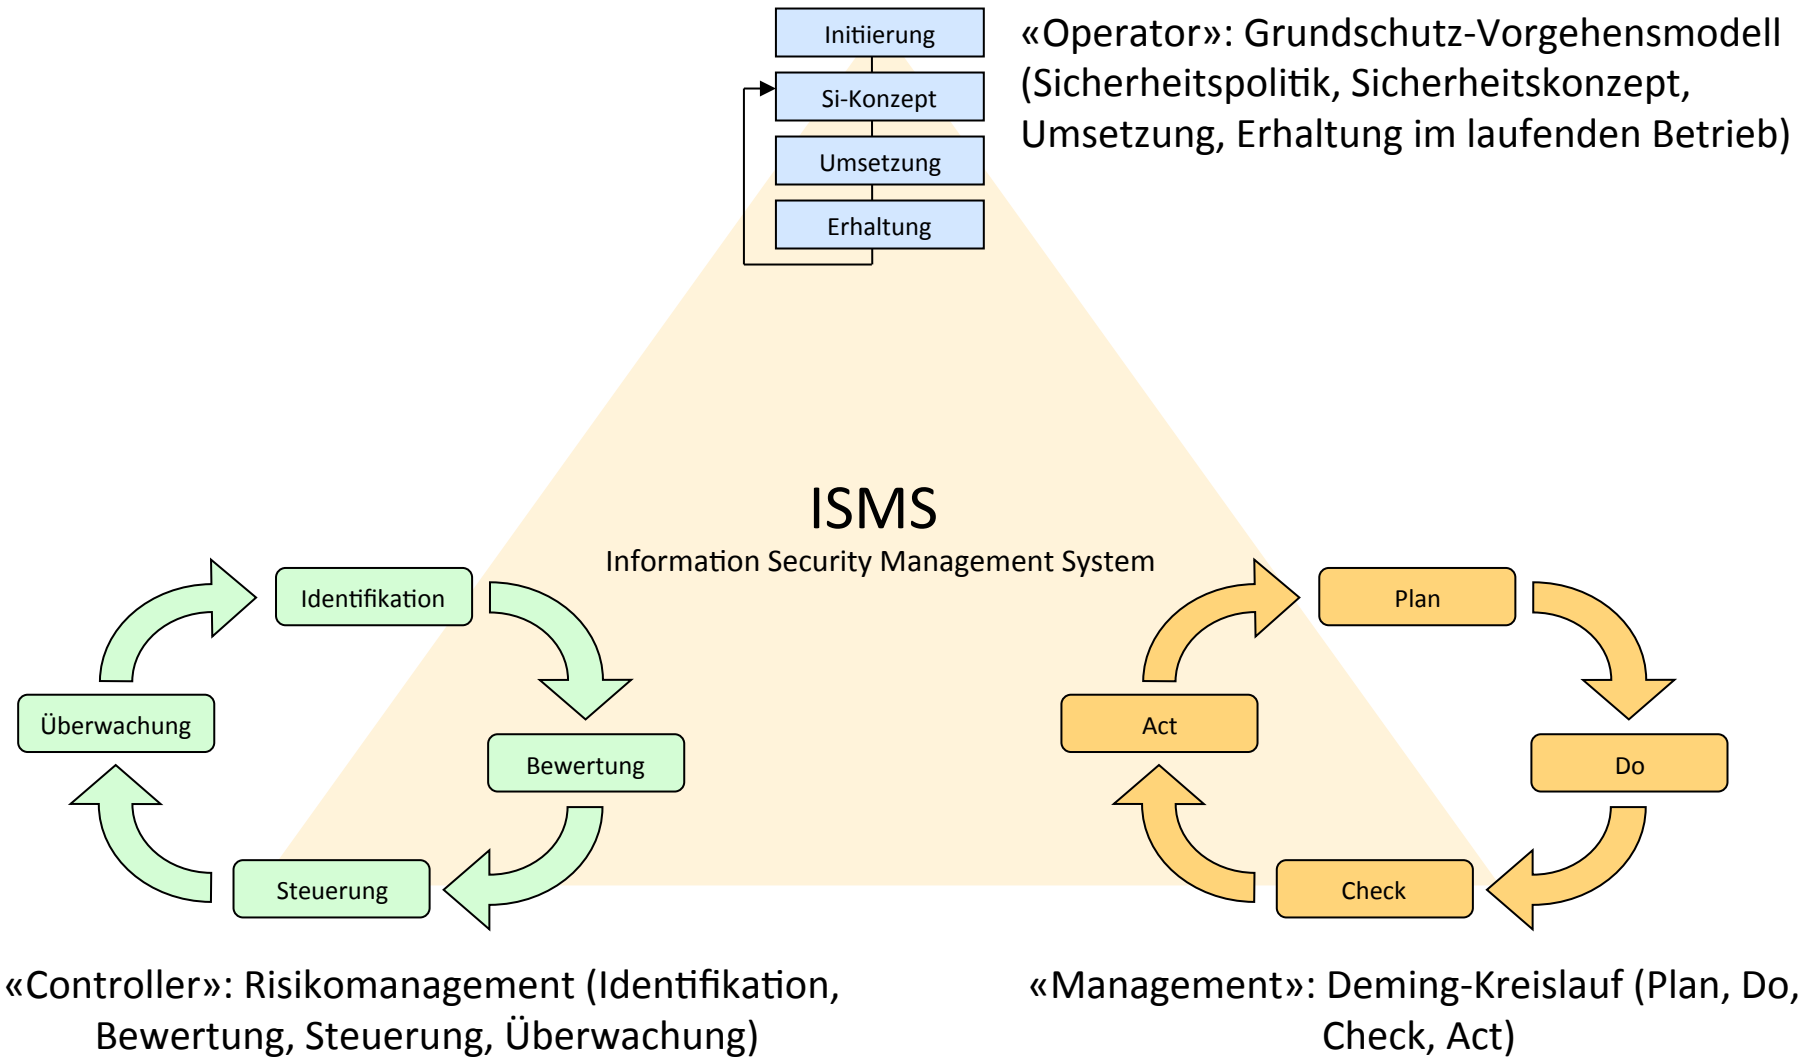 Initiierung
Si-Konzept
Umsetzung
Erhaltung
«Operator»: Grundschutz-Vorgehensmodell
(Sicherheitspolitik, Sicherheitskonzept,
Umsetzung, Erhaltung im laufenden Betrieb)
ISMS
Information Security Management System
Identifikation
Bewertung
Steuerung
Überwachung
Plan
Do
Check
Act
«Controller»: Risikomanagement (Identifikation,
Bewertung, Steuerung, Überwachung)
«Management»: Deming-Kreislauf (Plan, Do,
Check, Act)